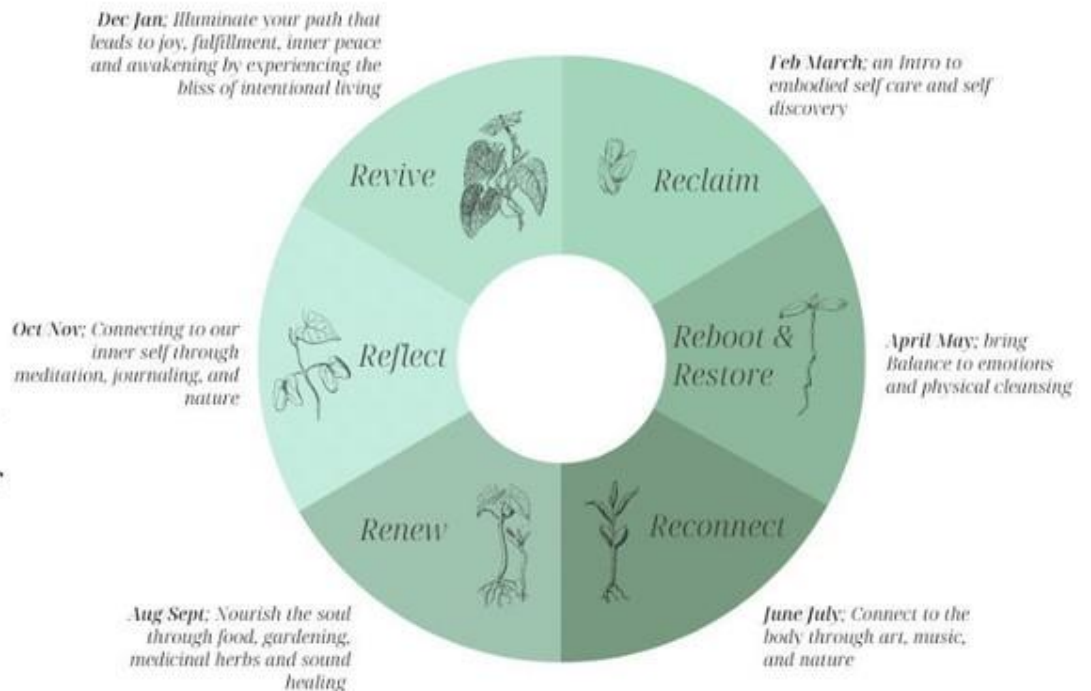 Dec Jan; Illuminate your path that
leads to joy, fulfillment, inner peace
and awakening by experiencing the
bliss of intentional living
Feb March; an Intro to
embodied self care and self
discovery
Revive
Reclaim
Oct Nov; Connecting to our
inner self through
meditation, journaling, and
nature
Reflect
Reboot &
Restore
April May; bring
Balance to emotions
and physical cleansing
Renew
Reconnect
Aug Sept; Nourish the soul
through food, gardening,
medicinal herbs and sound
healing
June July; Connect to the
body through art, music,
and nature